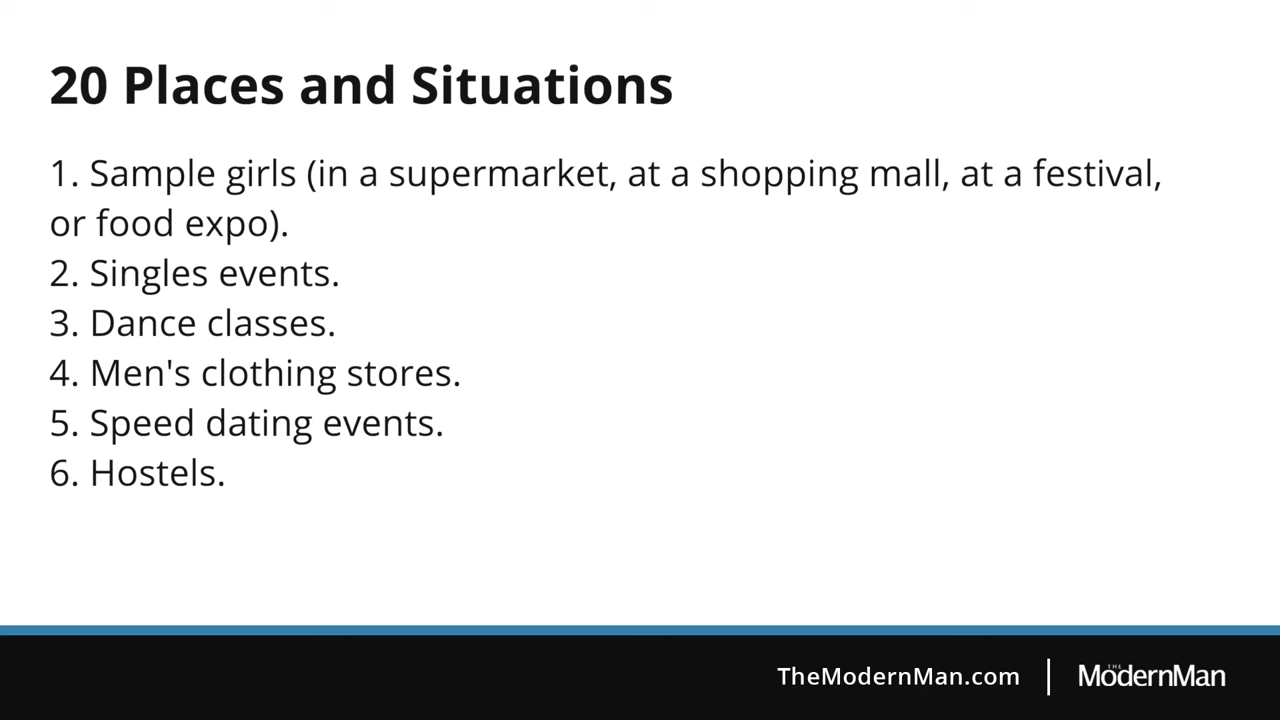 20 Places and Situations
1. Sample girls (in a supermarket, at a shopping mall, at a festival,
or food expo).
2. Singles events.
3. Dance classes.
4. Men's clothing stores.
5. Speed dating events.
6. Hostels.
TheModernMan.com
THE
ModernMan